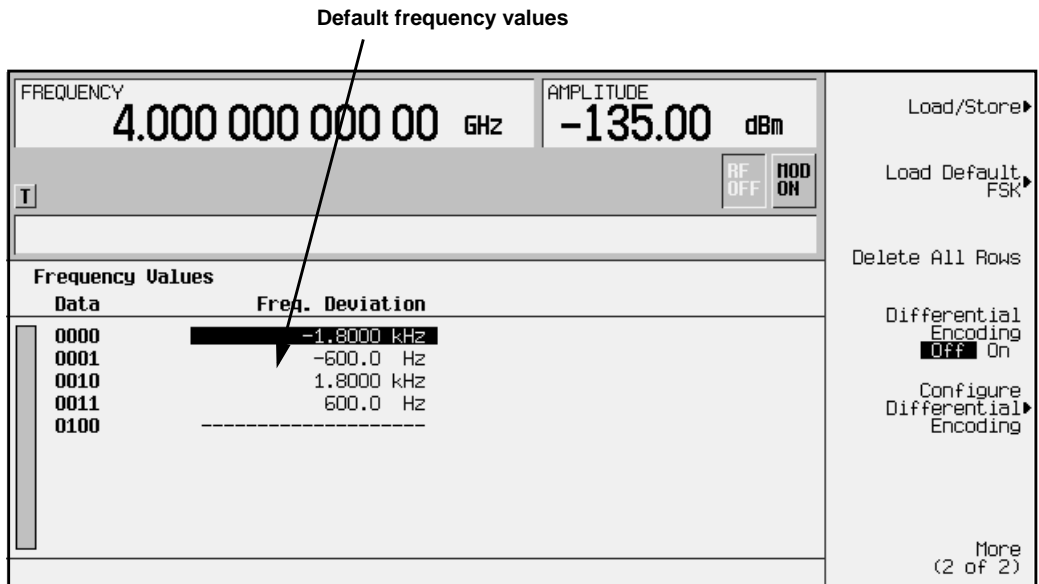 Default frequency values
FREQUENCY
4.000 000 000 00 GHz
AMPLITUDE
-135.00 dBm
Load/Store
T
RF
OFF
MOD
ON
Load Default
FSK
Delete All Rows
Frequency Values
Data Freq. Deviation
0000 -1.8000 kHz
0001 -600.0 Hz
0010 1.8000 kHz
0011 600.0 Hz
0100 --------------------
Differential
Encoding
Off On
Configure
Differential
Encoding
More
(2 of 2)